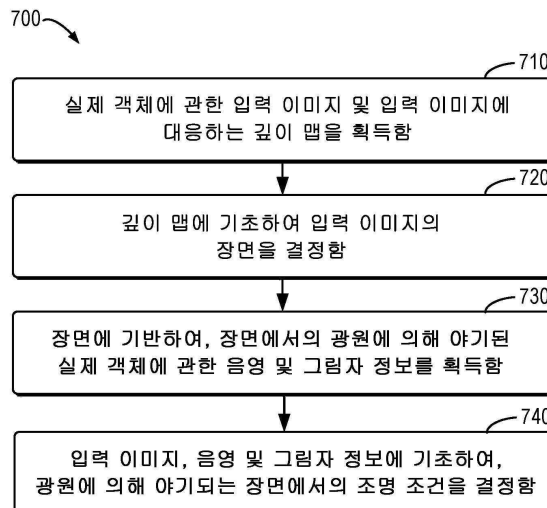 700
710
실제 객체에 관한 입력 이미지 및 입력 이미지에
대응하는 깊이 맵을 획득함
720
깊이 맵에 기초하여 입력 이미지의
장면을 결정함
730
장면에 기반하여, 장면에서의 광원에 의해 야기된
실제 객체에 관한 음영 및 그림자 정보를 획득함
740
입력 이미지, 음영 및 그림자 정보에 기초하여,
광원에 의해 야기되는 장면에서의 조명 조건을 결정함